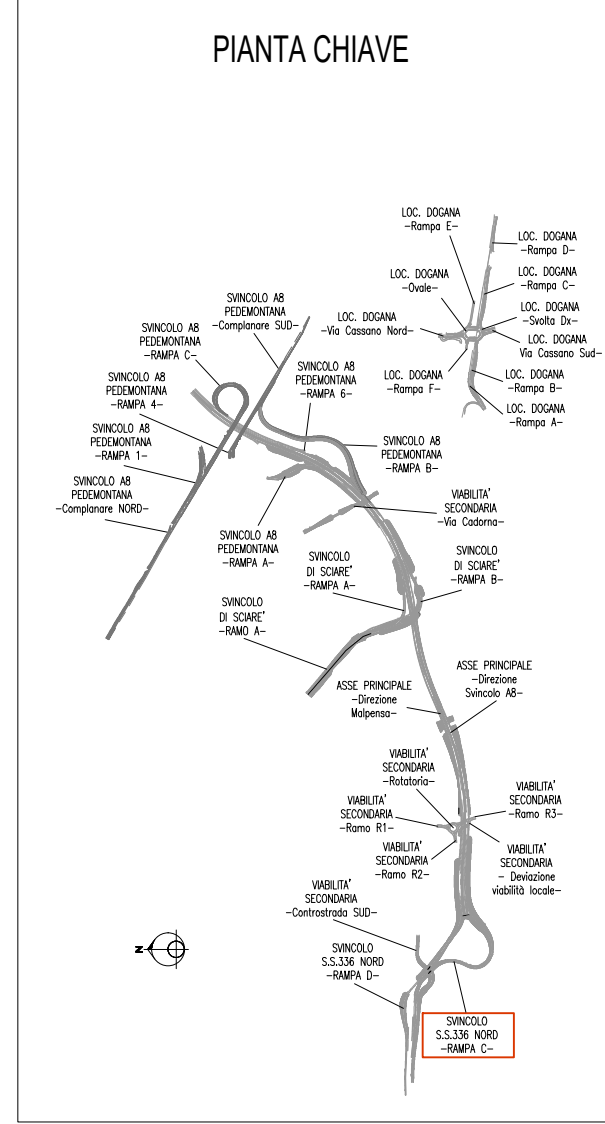 PIANTA CHIAVE
LOC. DOGANA
-Rampa E-
LOC. DOGANA
-Rampa D-
LOC. DOGANA
-Ovale-
LOC. DOGANA
-Rampa C-
LOC. DOGANA
-Via Cassano Nord-
LOC. DOGANA
-Svolta Dx-
LOC. DOGANA
Via Cassano Sud-
LOC. DOGANA
-Rampa F-
LOC. DOGANA
-Rampa B-
LOC. DOGANA
-Rampa A-
SVINCOLO A8
PEDEMONTANA
-Complanare SUD-
SVINCOLO A8
PEDEMONTANA
-RAMPA C-
SVINCOLO A8
PEDEMONTANA
-RAMPA 6-
SVINCOLO A8
PEDEMONTANA
-RAMPA 4-
SVINCOLO A8
PEDEMONTANA
-RAMPA 1-
SVINCOLO A8
PEDEMONTANA
-RAMPA B-
SVINCOLO A8
PEDEMONTANA
-Complanare NORD-
VIABILITA'
SECONDARIA
-Via Cadorna-
SVINCOLO A8
PEDEMONTANA
-RAMPA A-
SVINCOLO
DI SCIARE'
-RAMPA A-
SVINCOLO
DI SCIARE'
-RAMPA B-
SVINCOLO
DI SCIARE'
-RAMO A-
ASSE PRINCIPALE
-Direzione
Malpensa-
ASSE PRINCIPALE
-Direzione
Svincolo A8-
VIABILITA'
SECONDARIA
-Rotatoria-
VIABILITA'
SECONDARIA
-Ramo R1-
VIABILITA'
SECONDARIA
-Ramo R3-
VIABILITA'
SECONDARIA
-Ramo R2-
VIABILITA'
SECONDARIA
- Deviazione
viabilità locale-
VIABILITA'
SECONDARIA
-Controstrada SUD-
N
SVINCOLO
S.S.336 NORD
-RAMPA D-
SVINCOLO
S.S.336 NORD
-RAMPA C-